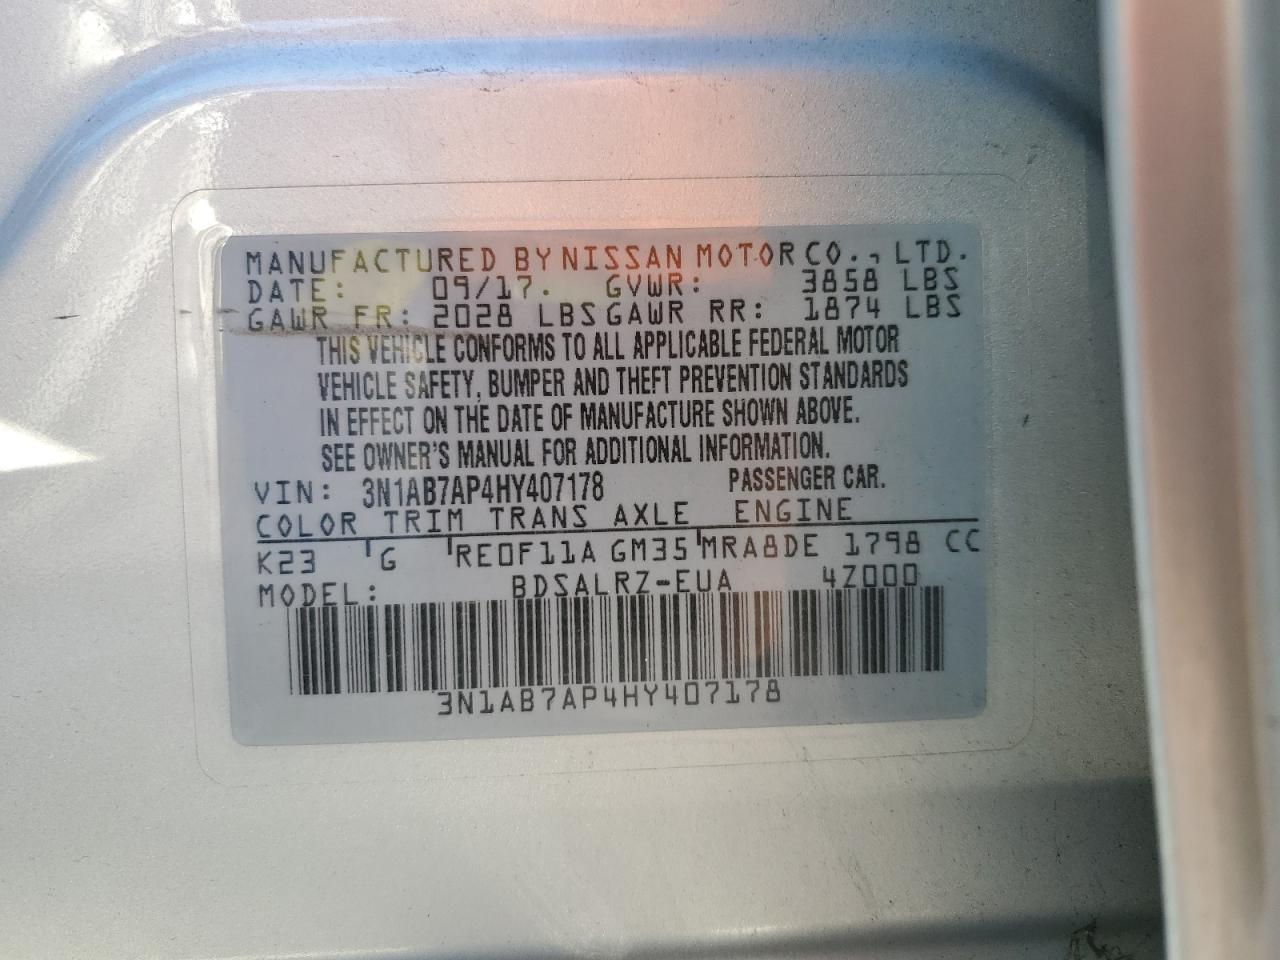 MANUFACTURED BY NISSAN MOTOR CO., LTD.
DATE: 09/17. GVWR: 3858 LBS
GAWR FR: 2028 LBS GAWR RR: 1874 LBS
THIS VEHICLE CONFORMS TO ALL APPLICABLE FEDERAL MOTOR
VEHICLE SAFETY, BUMPER AND THEFT PREVENTION STANDARDS
IN EFFECT ON THE DATE OF MANUFACTURE SHOWN ABOVE.
SEE OWNER'S MANUAL FOR ADDITIONAL INFORMATION.
VIN: 3N1AB7AP4HY407178 PASSENGER CAR.
COLOR TRIM TRANS AXLE ENGINE
K23 G RE0F11A GM35 MRA8DE 1798 CC
MODEL: BDSALRZ-EUA 4Z000
3N1AB7AP4HY407178